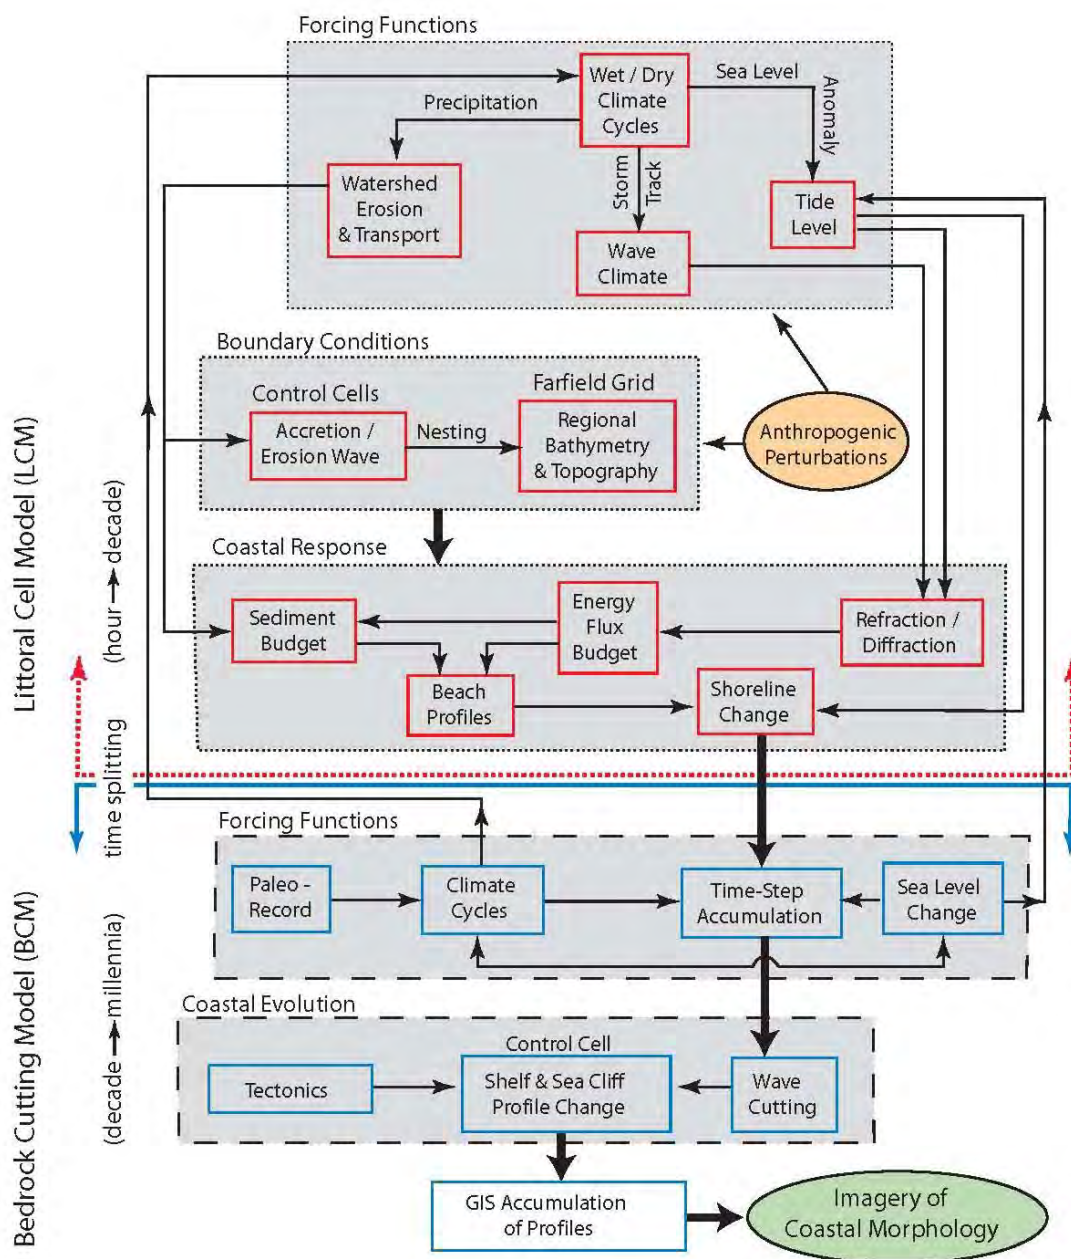 Forcing Functions
Wet / Dry
Climate
Cycles
Sea Level
Anomaly
Precipitation
Storm
Track
Watershed
Erosion
& Transport
Tide
Level
Wave
Climate
Boundary Conditions
Control Cells
Farfield Grid
Accretion /
Erosion Wave
Nesting
Regional
Bathymetry
& Topography
Anthropogenic
Perturbations
Coastal Response
Sediment
Budget
Energy
Flux
Budget
Refraction /
Diffraction
Beach
Profiles
Shoreline
Change
Littoral Cell Model (LCM)
(hour decade)
time splitting
Forcing Functions
Paleo -
Record
Climate
Cycles
Time-Step
Accumulation
Sea Level
Change
Coastal Evolution
Control Cell
Tectonics
Shelf & Sea Cliff
Profile Change
Wave
Cutting
Bedrock Cutting Model (BCM)
(decade millennia)
GIS Accumulation
of Profiles
Imagery of
Coastal Morphology